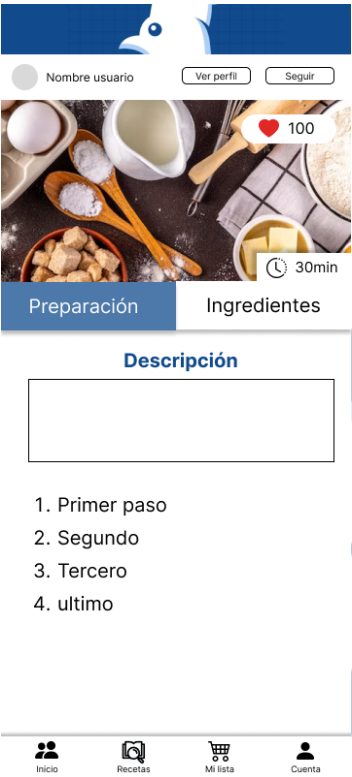 Nombre usuario
Ver perfil
Seguir
100
30min
Preparación
Ingredientes
Descripción
1. Primer paso
2. Segundo
3. Tercero
4. ultimo
Inicio
Recetas
Mi lista
Cuenta